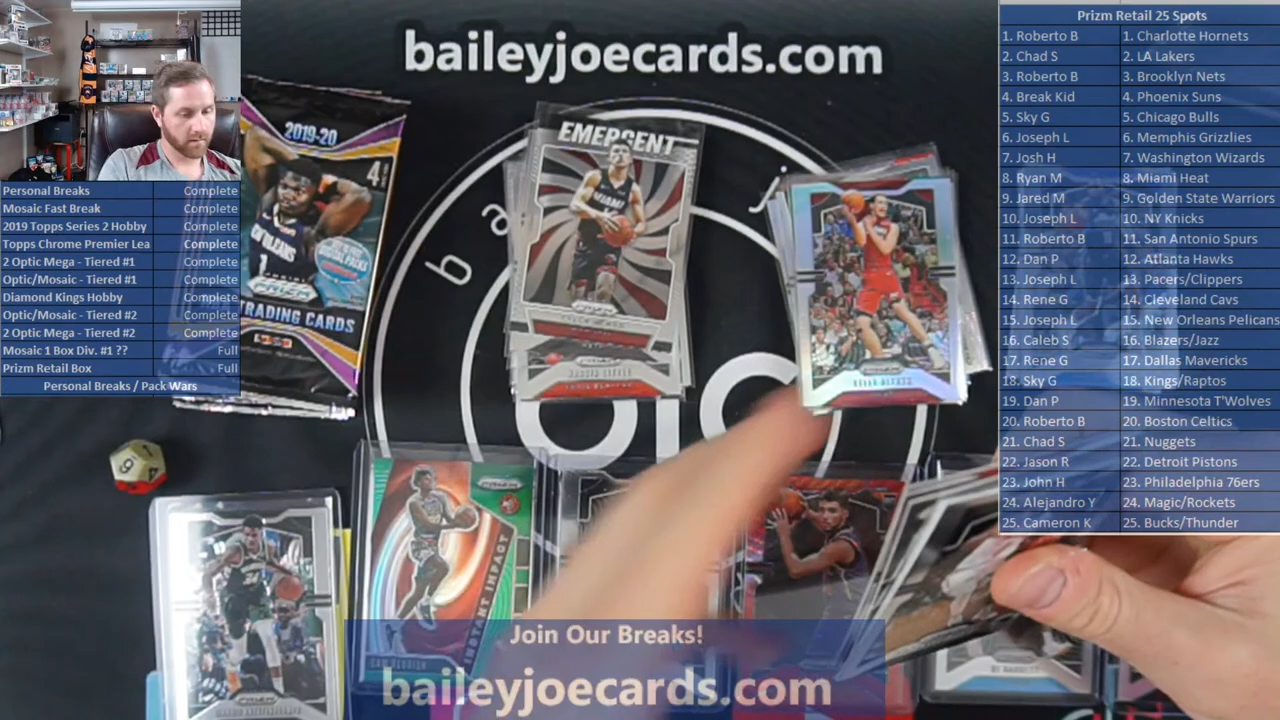 baileyjoecards.com
Prizm Retail 25 Spots
1. Roberto B 1. Charlotte Hornets
2. Chad S 2. LA Lakers
3. Roberto B 3. Brooklyn Nets
4. Break Kid 4. Phoenix Suns
5. Sky G 5. Chicago Bulls
6. Joseph L 6. Memphis Grizzlies
7. Josh H 7. Washington Wizards
8. Ryan M 8. Miami Heat
9. Jared M 9. Golden State Warriors
10. Joseph L 10. NY Knicks
11. Roberto B 11. San Antonio Spurs
12. Dan P 12. Atlanta Hawks
13. Joseph L 13. Pacers/Clippers
14. Rene G 14. Cleveland Cavs
15. Joseph L 15. New Orleans Pelicans
16. Caleb S 16. Blazers/Jazz
17. Rene G 17. Dallas Mavericks
18. Sky G 18. Kings/Raptos
19. Dan P 19. Minnesota T'Wolves
20. Roberto B 20. Boston Celtics
21. Chad S 21. Nuggets
22. Jason R 22. Detroit Pistons
23. John H 23. Philadelphia 76ers
24. Alejandro Y 24. Magic/Rockets
25. Cameron K 25. Bucks/Thunder
Personal Breaks Complete
Mosaic Fast Break Complete
2019 Topps Series 2 Hobby Complete
Topps Chrome Premier Lea Complete
2 Optic Mega - Tiered #1 Complete
Optic/Mosaic - Tiered #1 Complete
Diamond Kings Hobby Complete
Optic/Mosaic - Tiered #2 Complete
2 Optic Mega - Tiered #2 Complete
Mosaic 1 Box Div. #1 ?? Full
Prizm Retail Box Full
Personal Breaks / Pack Wars
2019-20
4
PRIZM
TRADING CARDS
EMERGENT
MIAMI
b a
j
PRIZM
INSTANT IMPACT
Join Our Breaks!
baileyjoecards.com